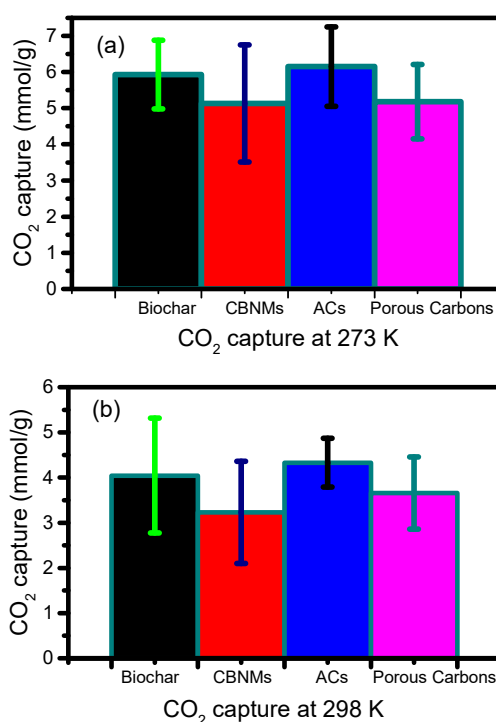 (a)
CO₂ capture (mmol/g)
7
6
5
4
3
2
1
0
Biochar CBNMs ACs Porous Carbons
CO₂ capture at 273 K
(b)
CO₂ capture (mmol/g)
6
5
4
3
2
1
0
Biochar CBNMs ACs Porous Carbons
CO₂ capture at 298 K